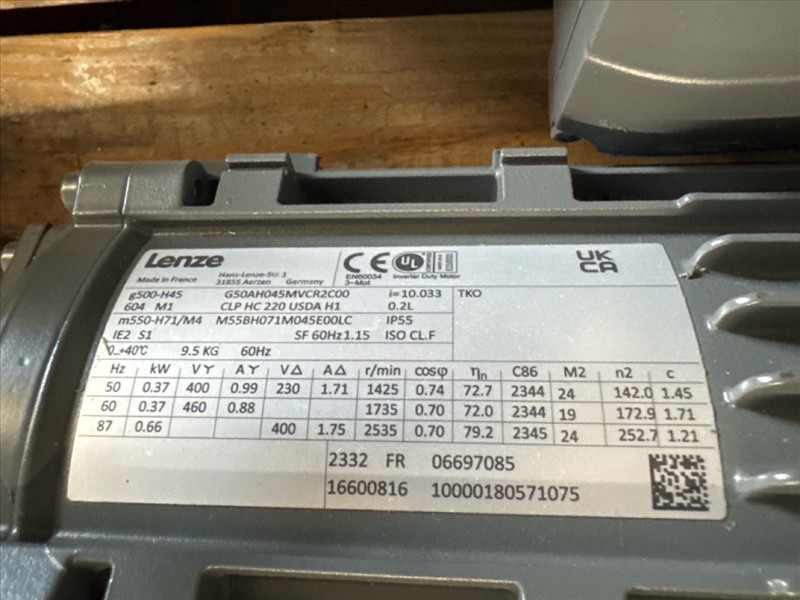 Lenze
Made in France
Hans-Lenze-Str. 1
31855 Aerzen Germany
CE
EN60034
3-Mot
UL
Inverter Duty Motor
UK
CA
g500-H45 G50AH045MVCR2C00 i=10.033 TKO
604 M1 CLP HC 220 USDA H1 0.2L
m550-H71/M4 M55BH071M045E00LC IP55
IE2 S1 SF 60Hz 1.15 ISO CL.F
0..+40°C 9.5 KG 60Hz
Hz kW V Y A Y V Δ A Δ r/min cosφ ηn C86 M2 n2 c
50 0.37 400 0.99 230 1.71 1425 0.74 72.7 2344 24 142.0 1.45
60 0.37 460 0.88 1735 0.70 72.0 2344 19 172.9 1.71
87 0.66 400 1.75 2535 0.70 79.2 2345 24 252.7 1.21
2332 FR 06697085
16600816 10000180571075